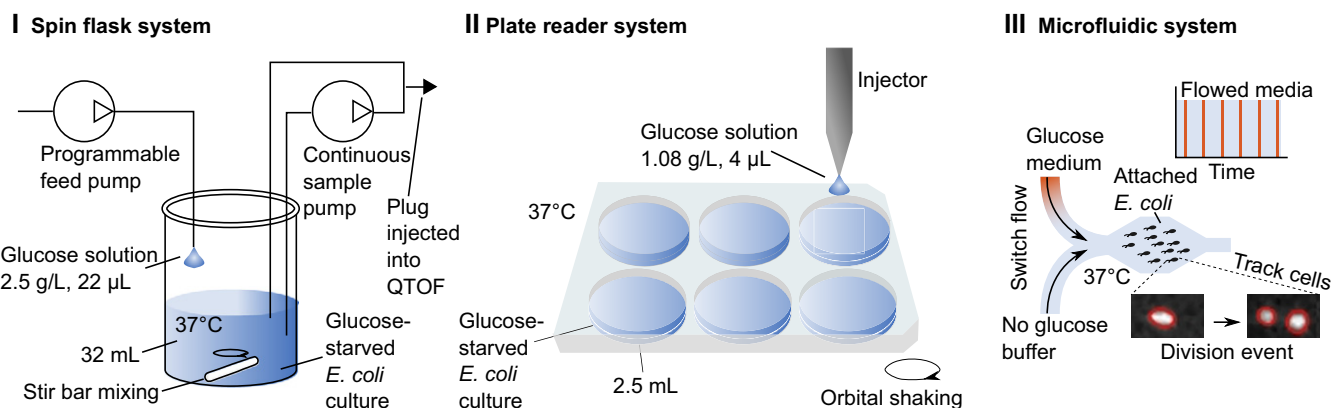 I Spin flask system
Programmable
feed pump
Continuous
sample
pump
Plug
injected
into
QTOF
Glucose solution
2.5 g/L, 22 µL
37°C
32 mL
Stir bar mixing
Glucose-
starved
E. coli
culture
II Plate reader system
Injector
Glucose solution
1.08 g/L, 4 µL
37°C
Glucose-
starved
E. coli
culture
2.5 mL
Orbital shaking
III Microfluidic system
Flowed media
Time
Glucose
medium
Attached
E. coli
Switch flow
37°C
Track cells
No glucose
buffer
Division event